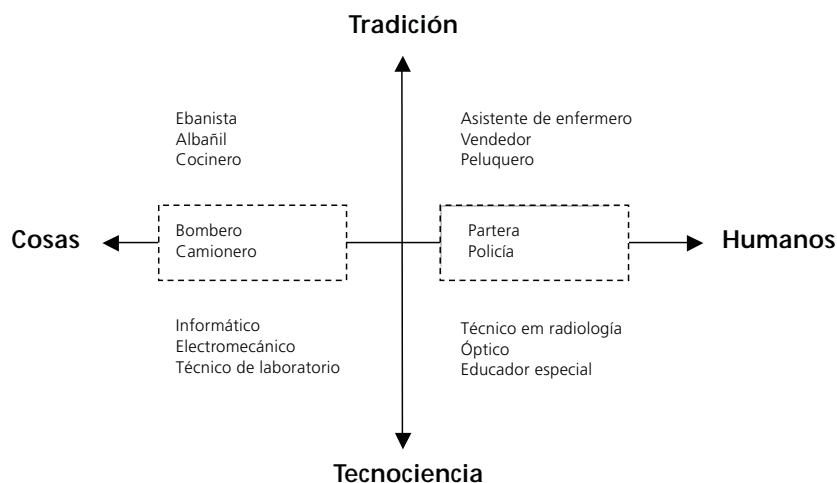 Tradición
Ebanista
Albañil
Cocinero
Asistente de enfermero
Vendedor
Peluquero
Cosas
Bombero
Camionero
Partera
Policía
Humanos
Informático
Electromecánico
Técnico de laboratorio
Técnico em radiología
Óptico
Educador especial
Tecnociencia